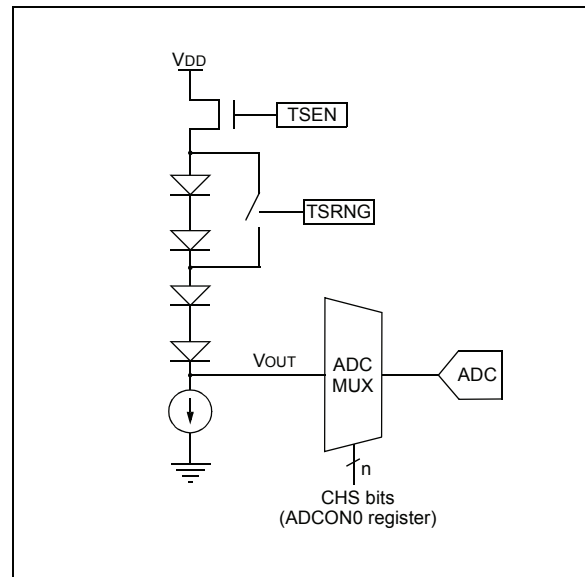 VDD
TSEN
TSRNG
VOUT
ADC
MUX
ADC
n
CHS bits
(ADCON0 register)